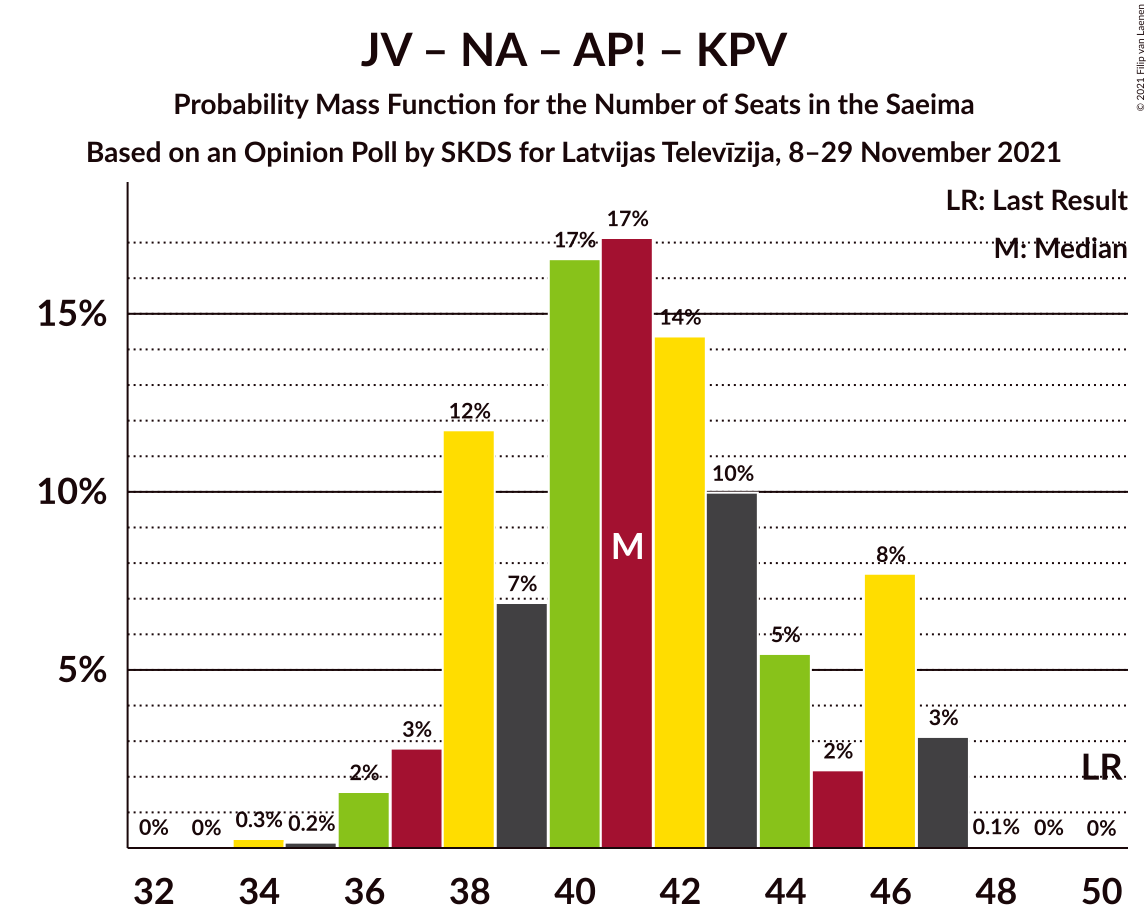 JV – NA – AP! – KPV
Probability Mass Function for the Number of Seats in the Saeima
Based on an Opinion Poll by SKDS for Latvijas Televīzija, 8–29 November 2021
© 2021 Filip van Laenen
LR: Last Result
M: Median
15%
10%
5%
0%
0%
0.3%
0.2%
2%
3%
12%
7%
17%
17%
14%
10%
5%
2%
8%
3%
0.1%
0%
0%
M
LR
32 34 36 38 40 42 44 46 48 50